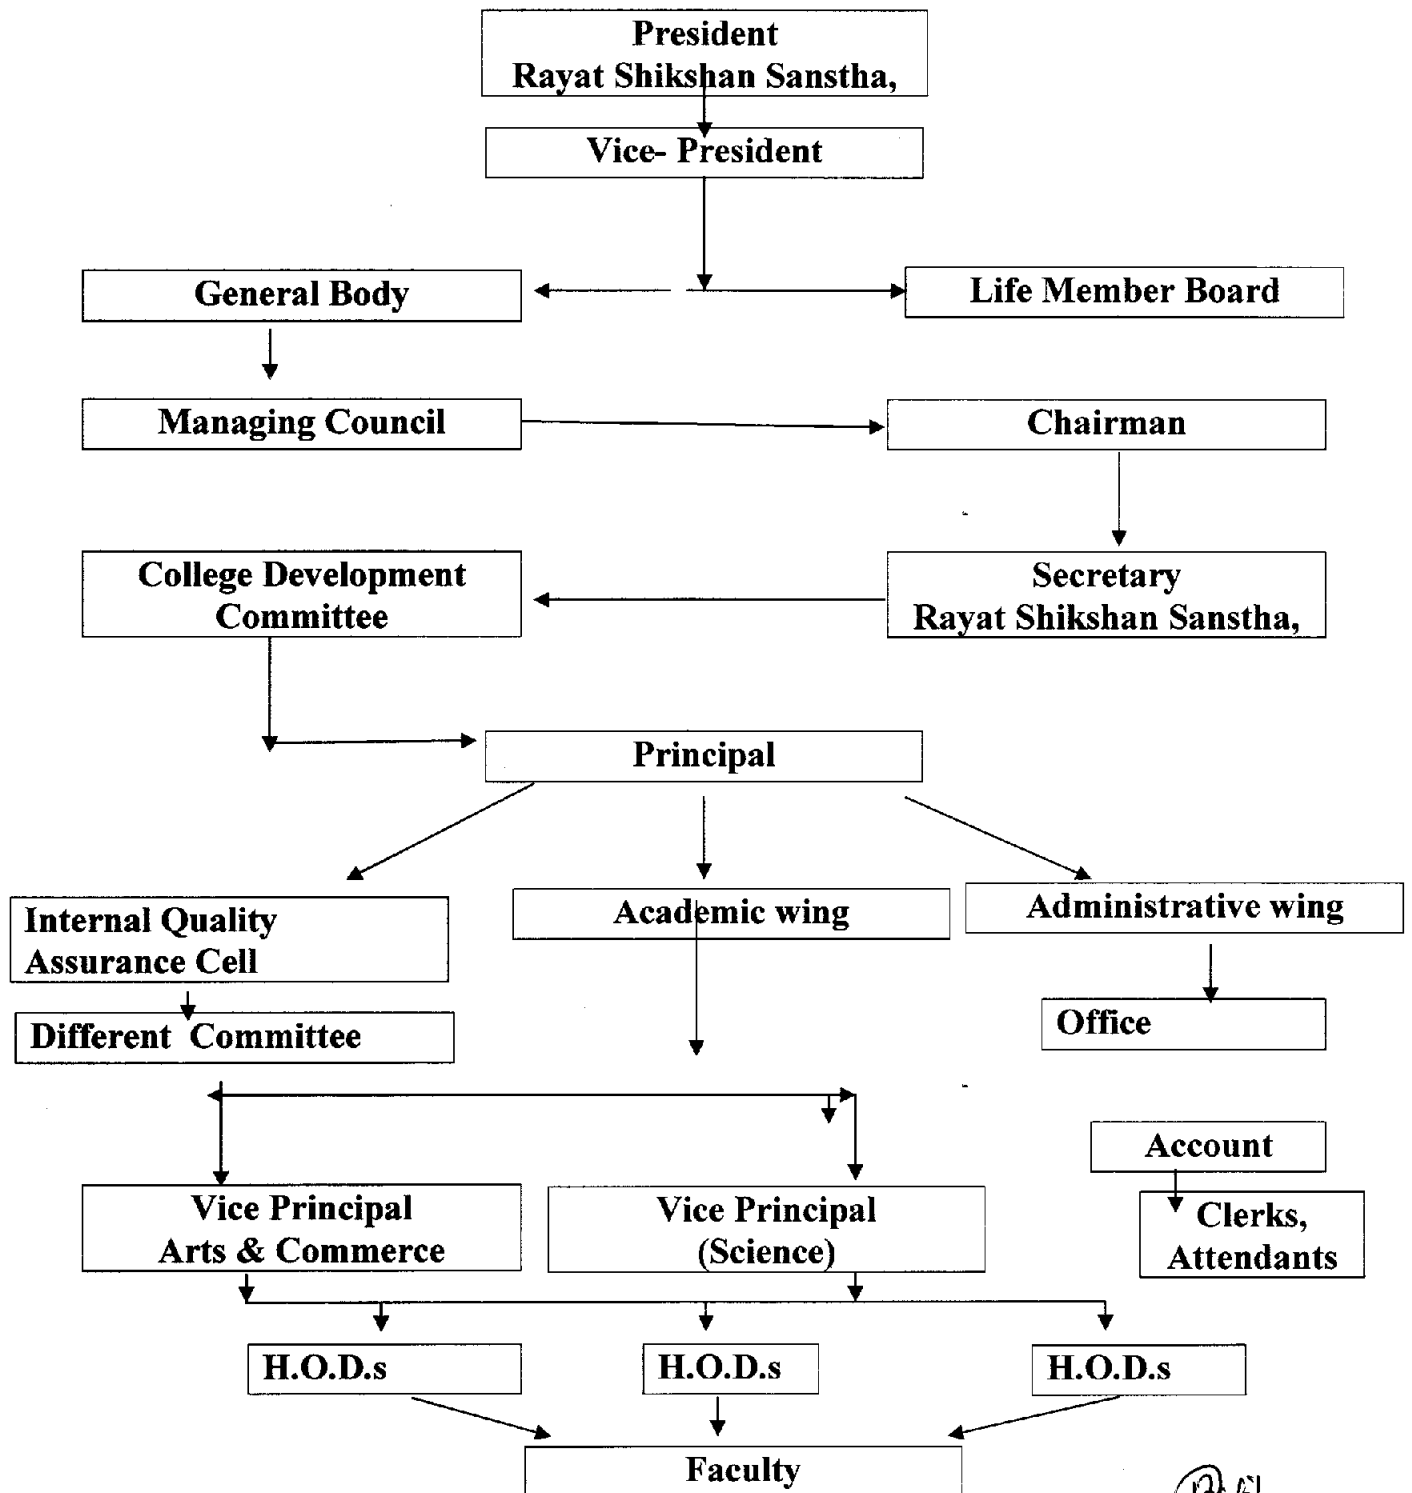 President
Rayat Shikshan Sanstha,
Vice- President
General Body
Life Member Board
Managing Council
Chairman
College Development
Committee
Secretary
Rayat Shikshan Sanstha,
Principal
Internal Quality
Assurance Cell
Academic wing
Administrative wing
Different Committee
Office
Account
Vice Principal
Arts & Commerce
Vice Principal
(Science)
Clerks,
Attendants
H.O.D.s
H.O.D.s
H.O.D.s
Faculty